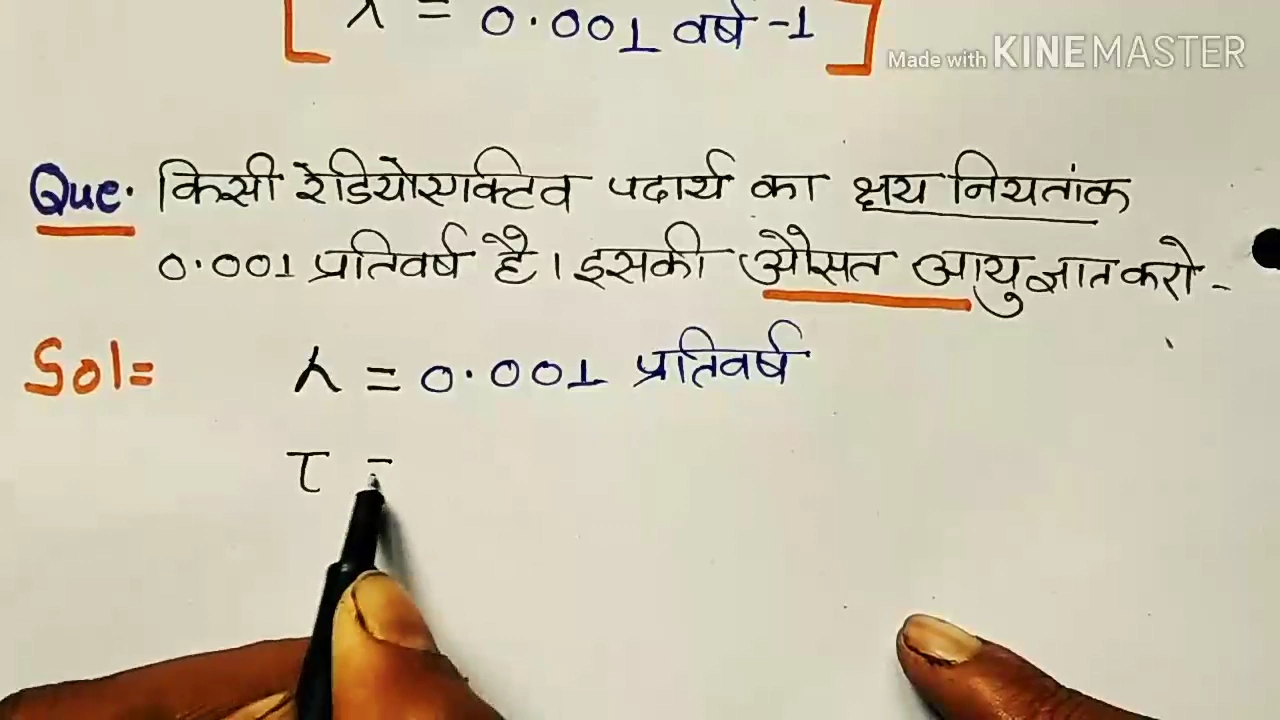 [ λ = 0.001 वर्ष -1 ]
Made with KINEMASTER
Que. किसी रेडियोएक्टिव पदार्थ का क्षय नियतांक
0.001 प्रतिवर्ष है। इसकी औसत आयु ज्ञात करो -
Sol= λ = 0.001 प्रतिवर्ष
τ =